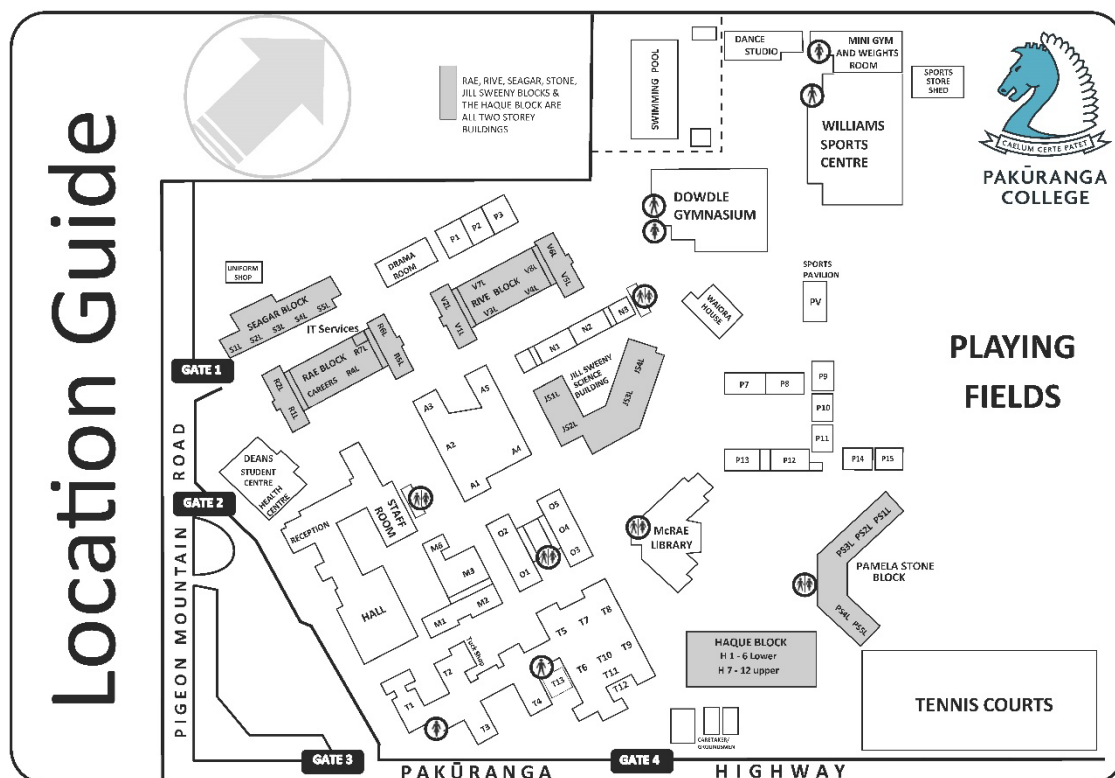 Location Guide
RAE, RIVE, SEAGAR, STONE,
JILL SWEENY BLOCKS &
THE HAQUE BLOCK ARE
ALL TWO STOREY
BUILDINGS
SWIMMING POOL
DANCE
STUDIO
MINI GYM
AND WEIGHTS
ROOM
SPORTS
STORE
SHED
WILLIAMS
SPORTS
CENTRE
CAELUM CERTE PATET
PAKŪRANGA
COLLEGE
DOWDLE
GYMNASIUM
P1
P2
P3
DRAMA
ROOM
UNIFORM
SHOP
SEAGAR BLOCK
S1L
S2L
S3L
S4L
S5L
IT Services
V2L
V1L
V7L
RIVE BLOCK
V3L
V8L
V4L
V6L
V5L
N1
N2
N3
WAIORA
HOUSE
SPORTS
PAVILION
PV
PLAYING
FIELDS
R2L
R1L
RAE BLOCK
CAREERS
R7L
R4L
R6L
R5L
GATE 1
JILL SWEENY
SCIENCE
BUILDING
JS1L
JS2L
JS3L
JS4L
A3
A5
A2
A4
A1
P7
P8
P9
P10
P11
P13
P12
P14
P15
DEANS
STUDENT
CENTRE
HEALTH
CENTRE
GATE 2
PIGEON MOUNTAIN ROAD
RECEPTION
STAFF
ROOM
HALL
M6
M3
M2
M1
O2
O1
O5
O4
O3
McRAE
LIBRARY
PS3L
PS2L
PS1L
PAMELA STONE
BLOCK
PS4L
PS5L
T1
T2
Tuck Shop
T3
T4
T13
T5
T7
T8
T6
T10
T9
T11
T12
HAQUE BLOCK
H 1 - 6 Lower
H 7 - 12 upper
TENNIS COURTS
CARETAKER/
GROUNDSMEN
GATE 3
GATE 4
PAKŪRANGA HIGHWAY